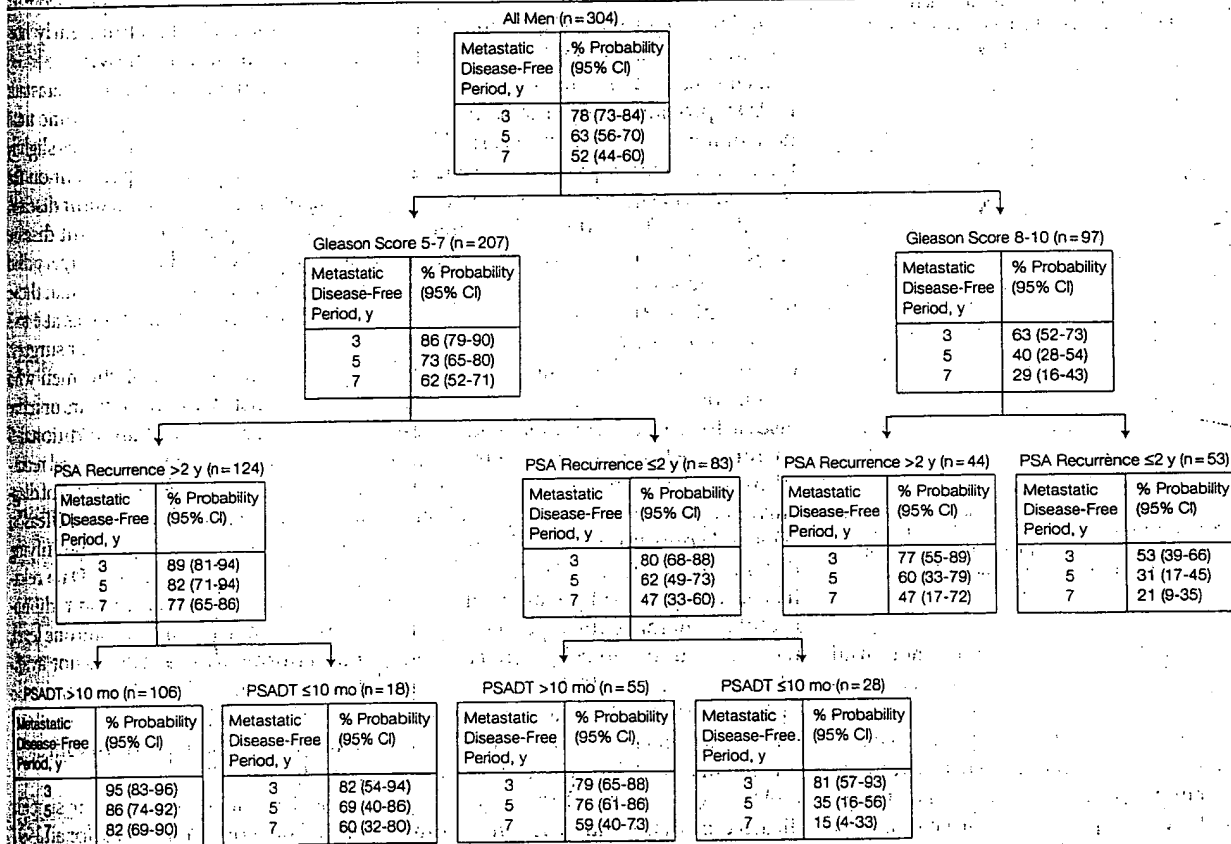 All Men (n = 304)
Metastatic Disease-Free Period, y
% Probability (95% CI)
3 78 (73-84)
5 63 (56-70)
7 52 (44-60)
Gleason Score 5-7 (n = 207)
Metastatic Disease-Free Period, y
% Probability (95% CI)
3 86 (79-90)
5 73 (65-80)
7 62 (52-71)
Gleason Score 8-10 (n = 97)
Metastatic Disease-Free Period, y
% Probability (95% CI)
3 63 (52-73)
5 40 (28-54)
7 29 (16-43)
PSA Recurrence >2 y (n = 124)
Metastatic Disease-Free Period, y
% Probability (95% CI)
3 89 (81-94)
5 82 (71-94)
7 77 (65-86)
PSA Recurrence ≤2 y (n = 83)
Metastatic Disease-Free Period, y
% Probability (95% CI)
3 80 (68-88)
5 62 (49-73)
7 47 (33-60)
PSA Recurrence >2 y (n = 44)
Metastatic Disease-Free Period, y
% Probability (95% CI)
3 77 (55-89)
5 60 (33-79)
7 47 (17-72)
PSA Recurrence ≤2 y (n = 53)
Metastatic Disease-Free Period, y
% Probability (95% CI)
3 53 (39-66)
5 31 (17-45)
7 21 (9-35)
PSADT >10 mo (n = 106)
Metastatic Disease-Free Period, y
% Probability (95% CI)
3 95 (83-96)
5 86 (74-92)
7 82 (69-90)
PSADT ≤10 mo (n = 18)
Metastatic Disease-Free Period, y
% Probability (95% CI)
3 82 (54-94)
5 69 (40-86)
7 60 (32-80)
PSADT >10 mo (n = 55)
Metastatic Disease-Free Period, y
% Probability (95% CI)
3 79 (65-88)
5 76 (61-86)
7 59 (40-73)
PSADT ≤10 mo (n = 28)
Metastatic Disease-Free Period, y
% Probability (95% CI)
3 81 (57-93)
5 35 (16-56)
7 15 (4-33)